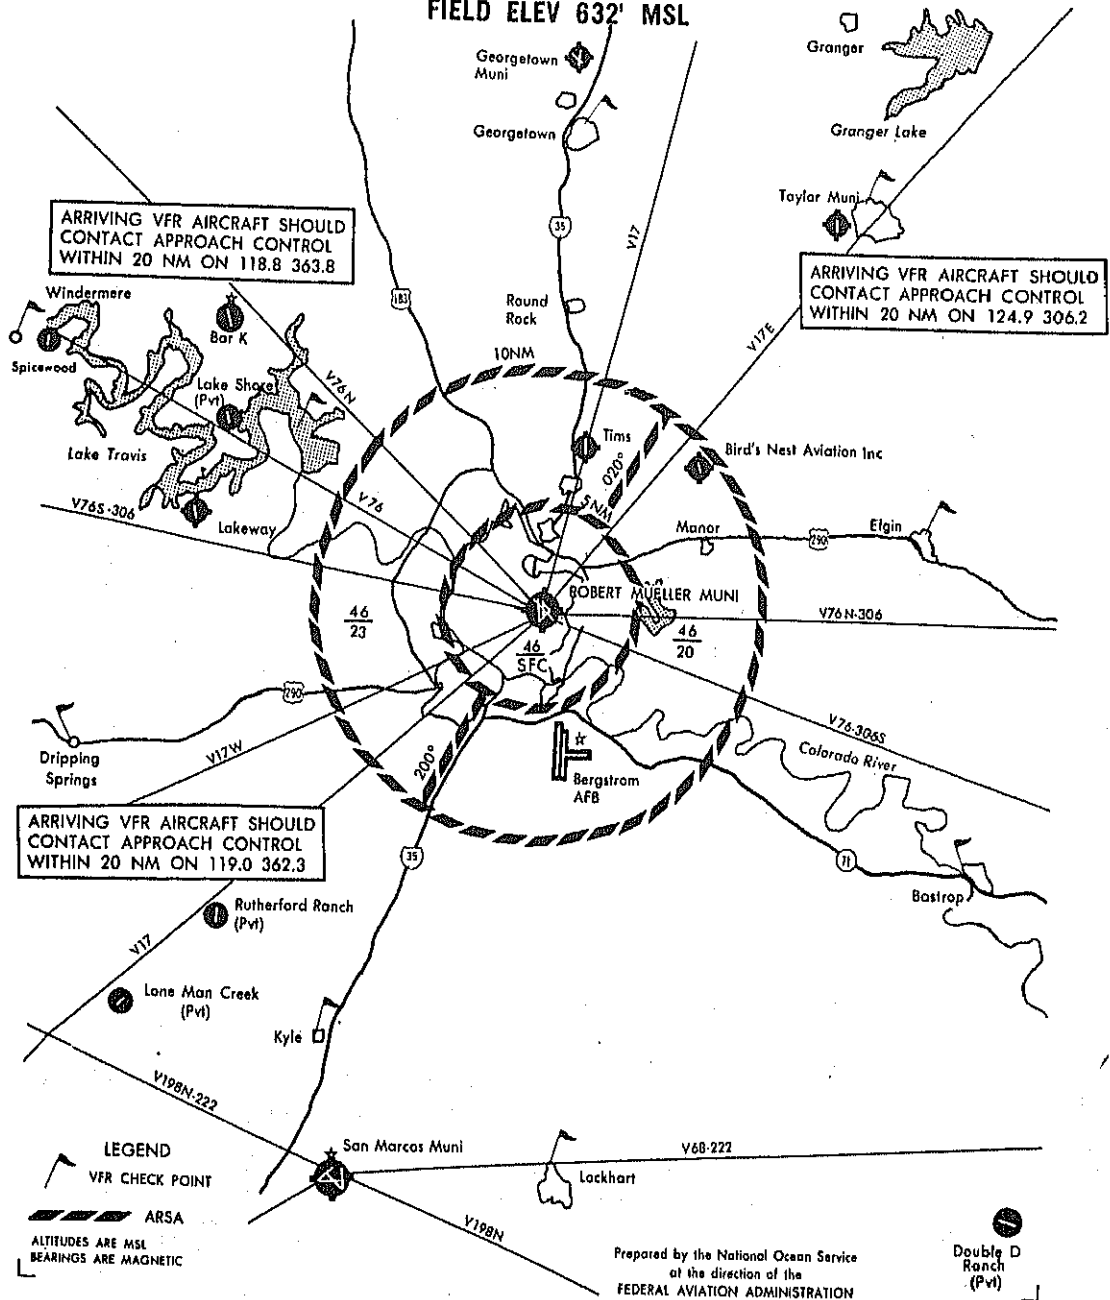 FIELD ELEV 632' MSL
Georgetown
Muni
Granger
Georgetown
Granger Lake
Taylor Muni
ARRIVING VFR AIRCRAFT SHOULD
CONTACT APPROACH CONTROL
WITHIN 20 NM ON 118.8 363.8
35
V17
ARRIVING VFR AIRCRAFT SHOULD
CONTACT APPROACH CONTROL
WITHIN 20 NM ON 124.9 306.2
Windermere
183
Round
Rock
Bar K
Spicewood
V17E
10NM
V76N
Lake Shore
(Pvt)
Tims
Bird's Nest Aviation Inc
Lake Travis
020°
V76
V76S-306
5NM
Lakeway
Manor
290
Elgin
ROBERT MUELLER MUNI
46
23
V76N-306
46
20
46
SFC
290
V76-306S
Dripping
Springs
V17W
200°
Colorado River
Bergstrom
AFB
ARRIVING VFR AIRCRAFT SHOULD
CONTACT APPROACH CONTROL
WITHIN 20 NM ON 119.0 362.3
35
71
Bastrop
Rutherford Ranch
(Pvt)
V17
Lone Man Creek
(Pvt)
Kyle
V198N-222
LEGEND
VFR CHECK POINT
ARSA
ALTITUDES ARE MSL
BEARINGS ARE MAGNETIC
San Marcos Muni
V68-222
Lockhart
V198N
Prepared by the National Ocean Service
at the direction of the
FEDERAL AVIATION ADMINISTRATION
Double D
Ranch
(Pvt)